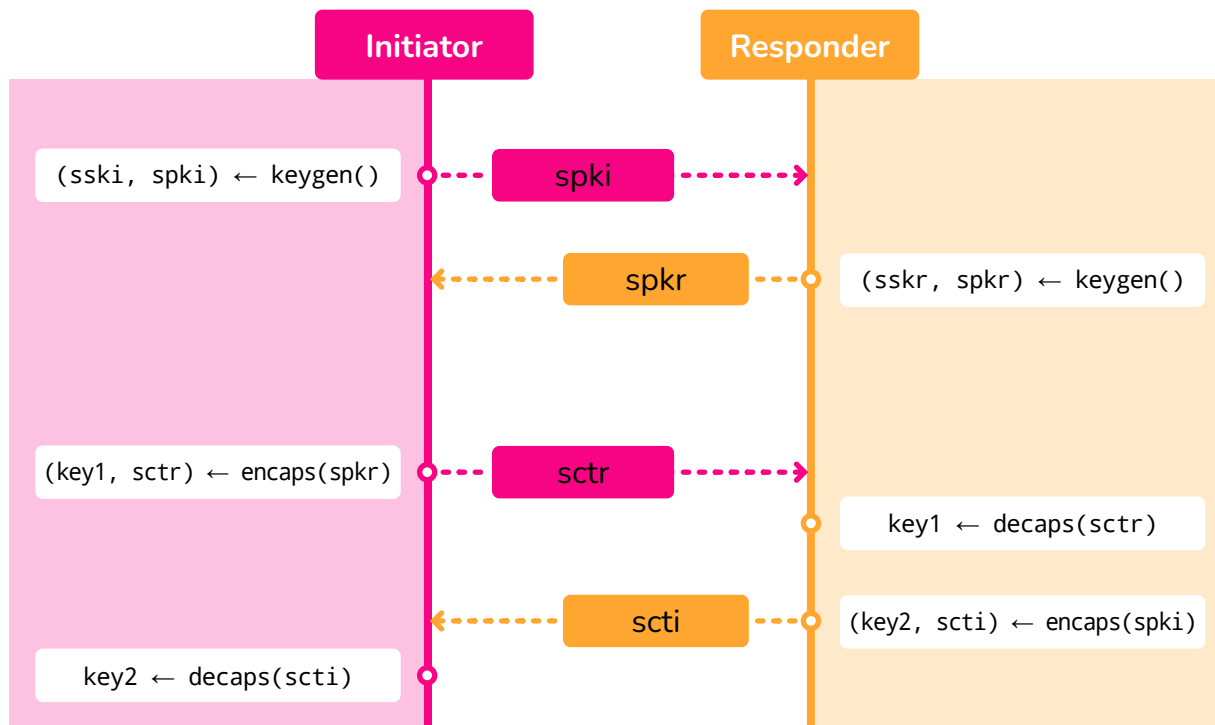 Initiator
Responder
(sski, spki) ← keygen()
spki
spkr
(sskr, spkr) ← keygen()
(key1, sctr) ← encaps(spkr)
sctr
key1 ← decaps(sctr)
scti
(key2, scti) ← encaps(spki)
key2 ← decaps(scti)